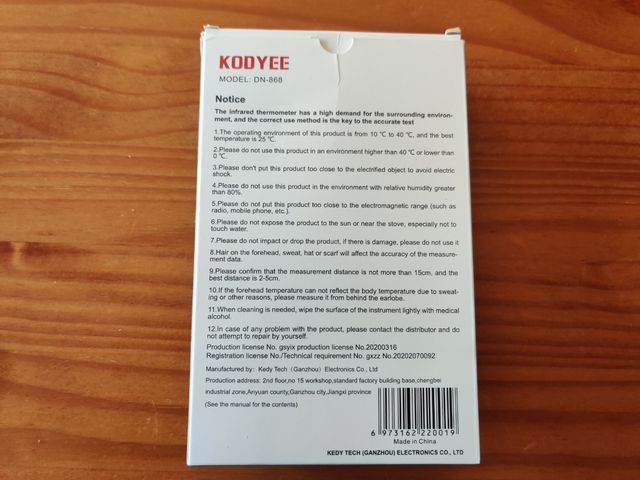 KODYEE
MODEL: DN-868
Notice
The infrared thermometer has a high demand for the surrounding environ-
ment, and the correct use method is the key to the accurate test
1.The operating environment of this product is from 10 ℃ to 40 ℃, and the best
temperature is 25 ℃.
2.Please do not use this product in an environment higher than 40 ℃ or lower than
0 ℃.
3.Please don't put this product too close to the electrified object to avoid electric
shock.
4.Please do not use this product in the environment with relative humidity greater
than 80%.
5.Please do not put this product too close to the electromagnetic range (such as
radio, mobile phone, etc.).
6.Please do not expose the product to the sun or near the stove, especially not to
touch water.
7.Please do not impact or drop the product, if there is damage, please do not use it
8.Hair on the forehead, sweat, hat or scarf will affect the accuracy of the measure-
ment data.
9.Please confirm that the measurement distance is not more than 15cm, and the
best distance is 2-5cm.
10.If the forehead temperature can not reflect the body temperature due to sweat-
ing or other reasons, please measure it from behind the earlobe.
11.When cleaning is needed, wipe the surface of the instrument lightly with medical
alcohol.
12.In case of any problem with the product, please contact the distributor and do
not attempt to repair by yourself.
Production license No. gsyix production license No.20200316
Registration license No./Technical requirement No. gxzz No.20202070092
Manufactured by: Kedy Tech (Ganzhou) Electronics Co., Ltd
Production address: 2nd floor,no 15 workshop,standard factory building base,chengbei
industrial zone,Anyuan county,Ganzhou city,Jiangxi province
(See the manual for the contents)
6 973162 220019
Made in China
KEDY TECH (GANZHOU) ELECTRONICS CO., LTD